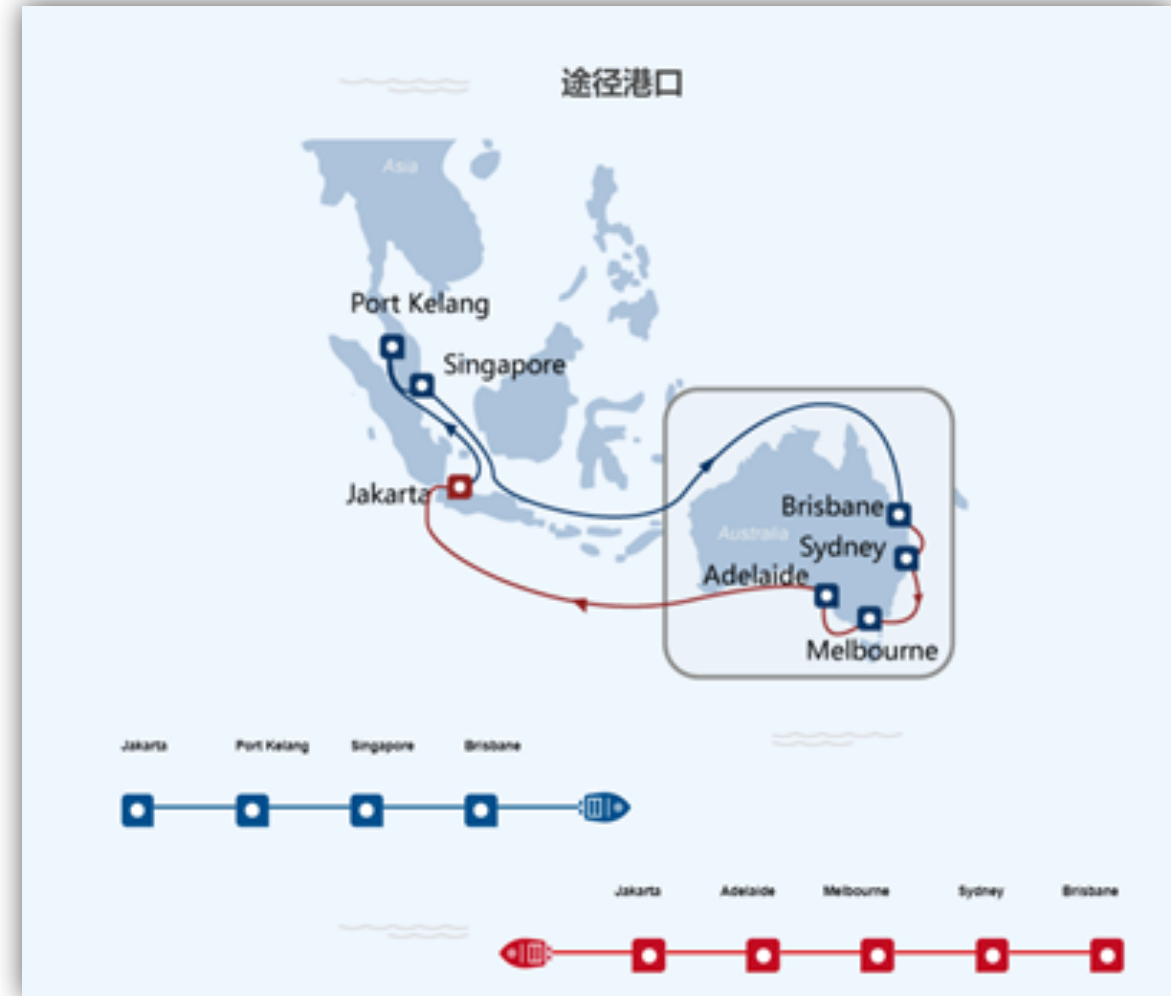 途径港口
Asia
Port Kelang
Singapore
Jakarta
Brisbane
Australia
Sydney
Adelaide
Melbourne
Jakarta Port Kelang Singapore Brisbane
Jakarta Adelaide Melbourne Sydney Brisbane